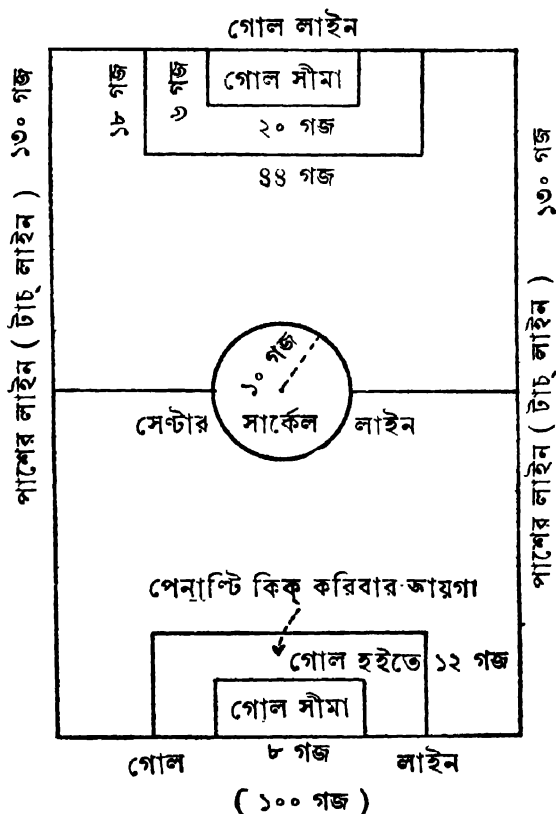 গোল লাইন
গোল সীমা
১৮ গজ
৬ গজ
২০ গজ
৪৪ গজ
পাশের লাইন ( টাচ্ লাইন ) ১৩০ গজ
পাশের লাইন ( টাচ্ লাইন ) ১৩০ গজ
১০ গজ
সেণ্টার সার্কেল লাইন
পেনাল্টি কিক্ করিবার জায়গা
গোল হইতে ১২ গজ
গোল সীমা
গোল ৮ গজ লাইন
( ১০০ গজ )